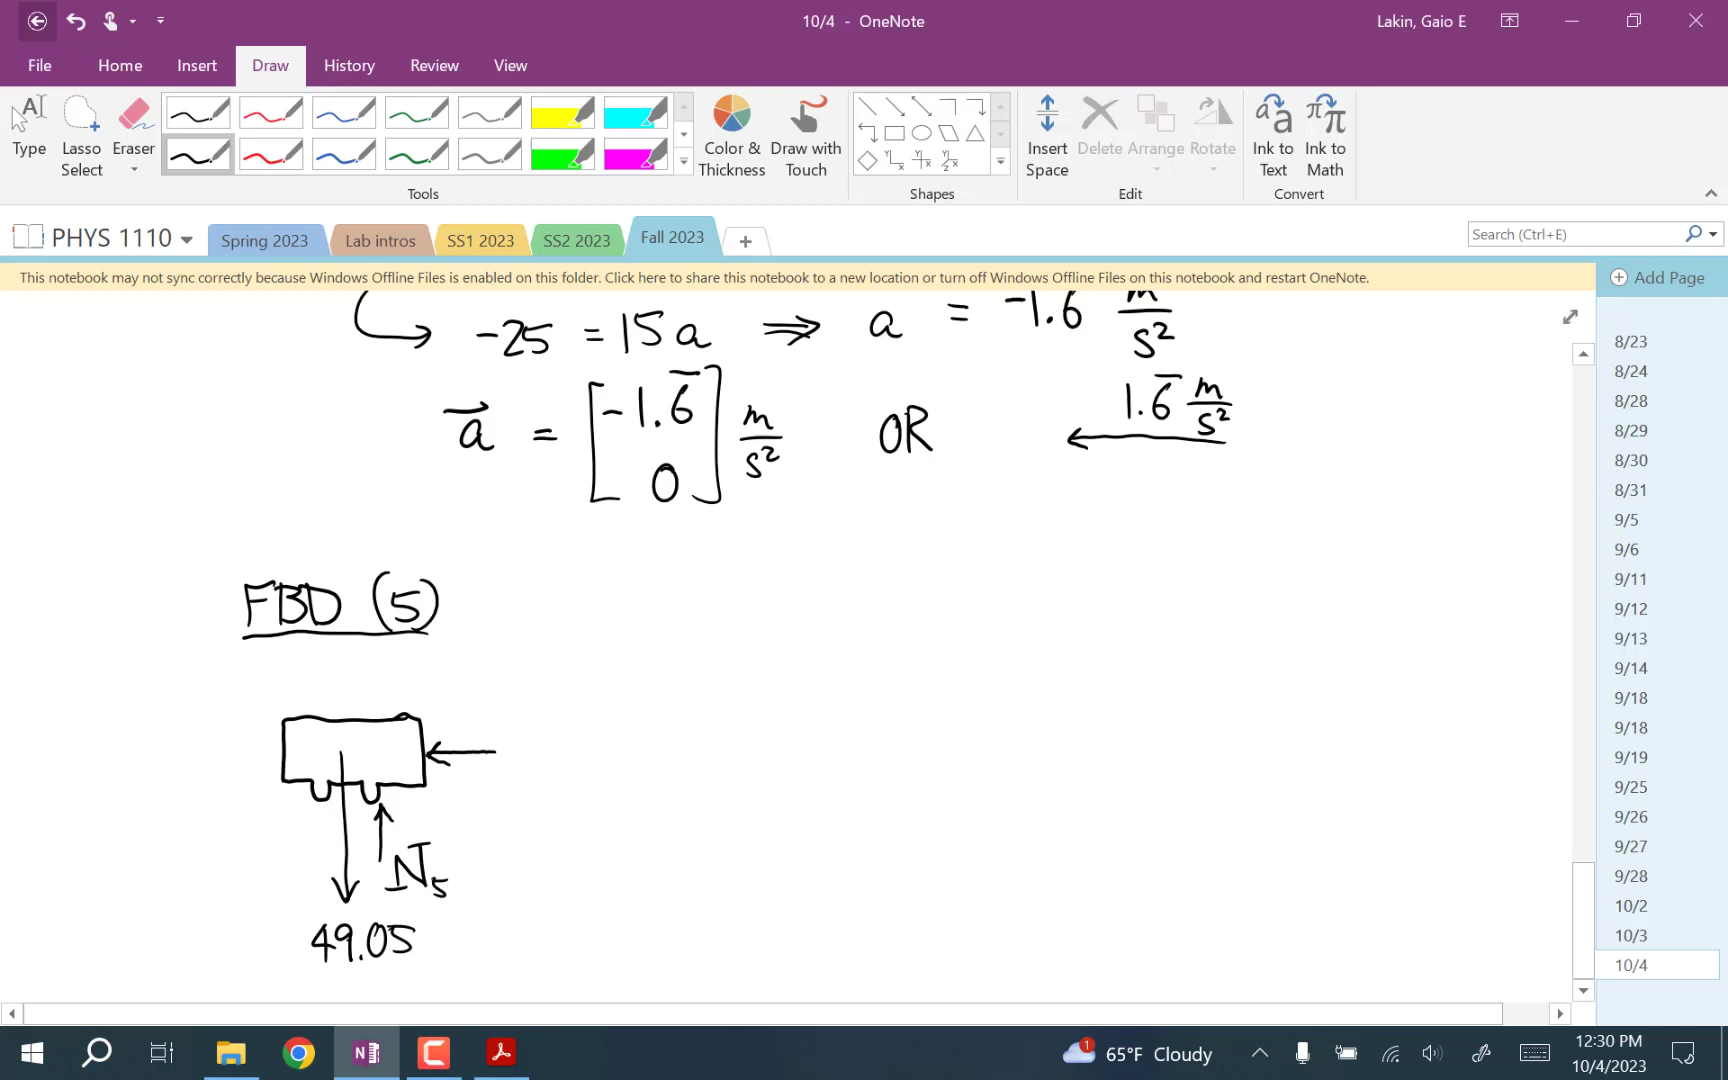 10/4 - OneNote
Lakin, Gaio E
File Home Insert Draw History Review View
Type
Lasso Select
Eraser
Color & Thickness
Draw with Touch
Insert Space
Delete
Arrange
Rotate
Ink to Text
Ink to Math
Tools
Shapes
Edit
Convert
PHYS 1110
Spring 2023
Lab intros
SS1 2023
SS2 2023
Fall 2023
Search (Ctrl+E)
This notebook may not sync correctly because Windows Offline Files is enabled on this folder. Click here to share this notebook to a new location or turn off Windows Offline Files on this notebook and restart OneNote.
Add Page
-25 = 15a ⟹ a = -1.6 m/s²
a⃗ = [-1.6̅ 0] m/s² OR 1.6̅ m/s²
FBD (5)
N₅
49.05
8/23
8/24
8/28
8/29
8/30
8/31
9/5
9/6
9/11
9/12
9/13
9/14
9/18
9/18
9/19
9/25
9/26
9/27
9/28
10/2
10/3
10/4
1
65°F Cloudy
12:30 PM
10/4/2023